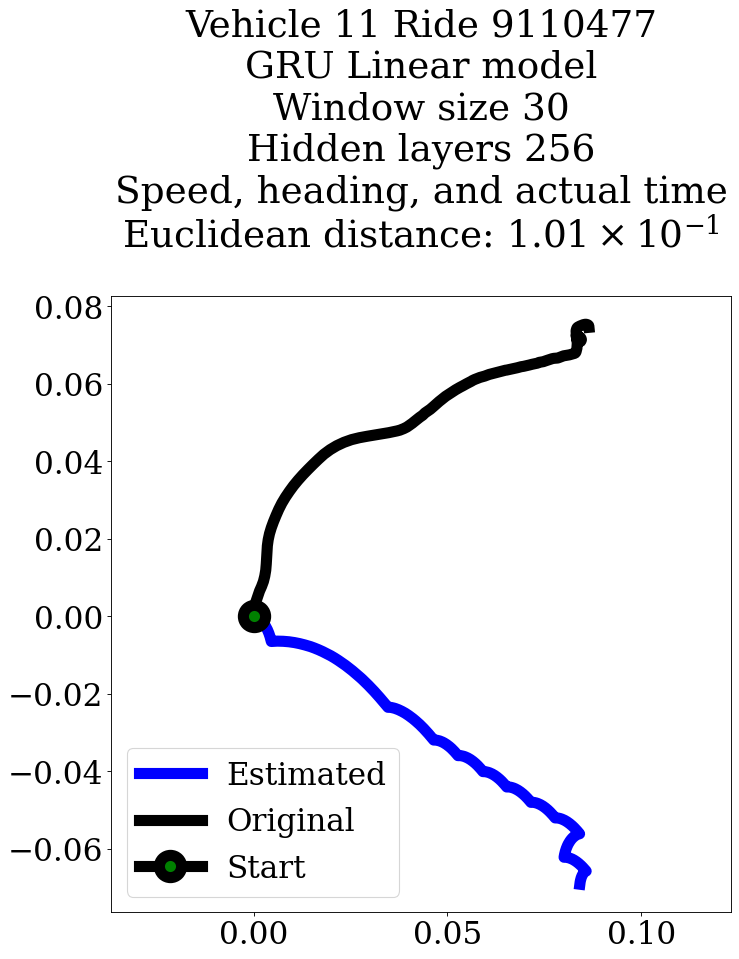 Vehicle 11 Ride 9110477
GRU Linear model
Window size 30
Hidden layers 256
Speed, heading, and actual time
Euclidean distance: 1.01 × 10⁻¹
0.08
0.06
0.04
0.02
0.00
−0.02
−0.04
−0.06
Estimated
Original
Start
0.00 0.05 0.10